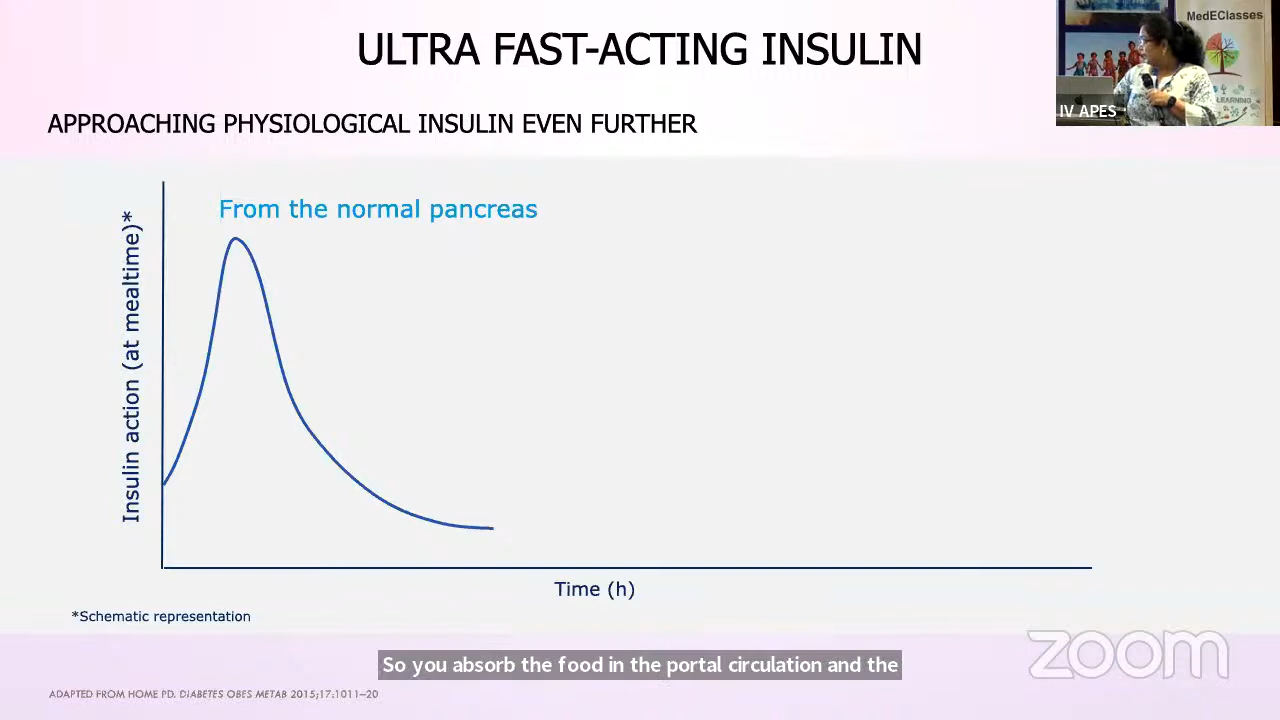 ULTRA FAST-ACTING INSULIN
MedEClasses
LEARNING
IV APES
APPROACHING PHYSIOLOGICAL INSULIN EVEN FURTHER
From the normal pancreas
Insulin action (at mealtime)*
Time (h)
*Schematic representation
zoom
So you absorb the food in the portal circulation and the
ADAPTED FROM HOME PD. DIABETES OBES METAB 2015;17:1011–20